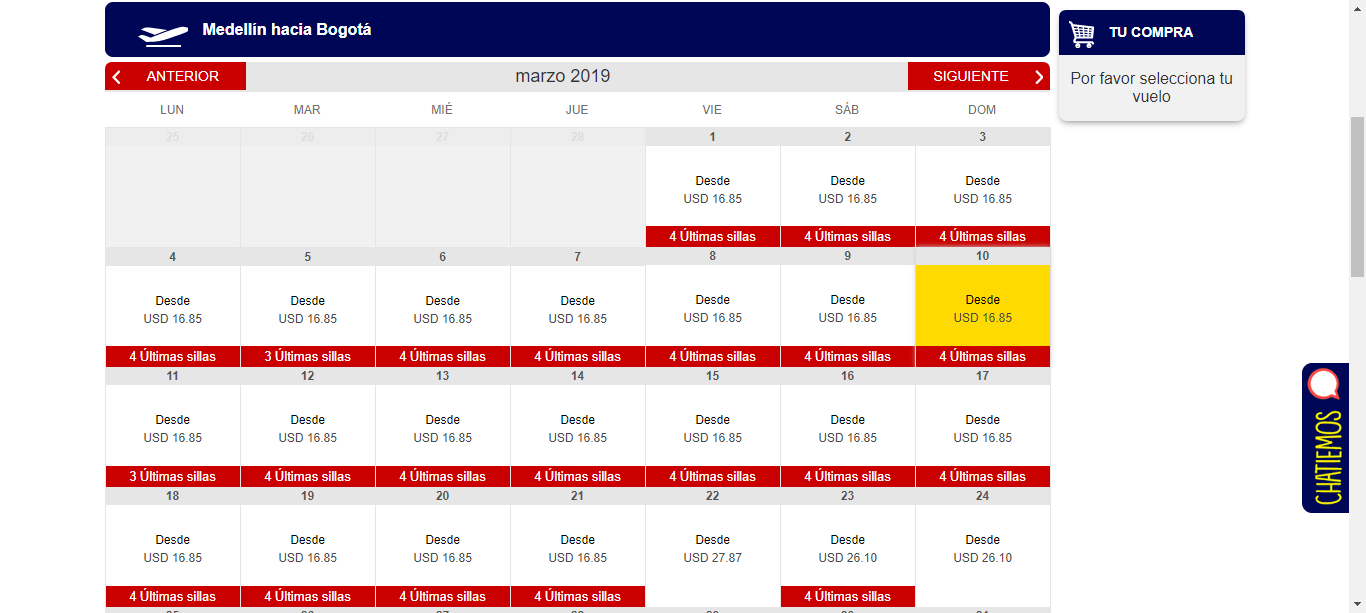 Medellín hacia Bogotá
TU COMPRA
ANTERIOR marzo 2019 SIGUIENTE
Por favor selecciona tu
vuelo
LUN MAR MIÉ JUE VIE SÁB DOM
25 26 27 28 1 2 3
Desde Desde Desde
USD 16.85 USD 16.85 USD 16.85
4 Últimas sillas 4 Últimas sillas 4 Últimas sillas
4 5 6 7 8 9 10
Desde Desde Desde Desde Desde Desde Desde
USD 16.85 USD 16.85 USD 16.85 USD 16.85 USD 16.85 USD 16.85 USD 16.85
4 Últimas sillas 3 Últimas sillas 4 Últimas sillas 4 Últimas sillas 4 Últimas sillas 4 Últimas sillas 4 Últimas sillas
11 12 13 14 15 16 17
Desde Desde Desde Desde Desde Desde Desde
USD 16.85 USD 16.85 USD 16.85 USD 16.85 USD 16.85 USD 16.85 USD 16.85
3 Últimas sillas 4 Últimas sillas 4 Últimas sillas 4 Últimas sillas 4 Últimas sillas 4 Últimas sillas 4 Últimas sillas
18 19 20 21 22 23 24
Desde Desde Desde Desde Desde Desde Desde
USD 16.85 USD 16.85 USD 16.85 USD 16.85 USD 27.87 USD 26.10 USD 26.10
4 Últimas sillas 4 Últimas sillas 4 Últimas sillas 4 Últimas sillas 4 Últimas sillas
CHATIEMOS